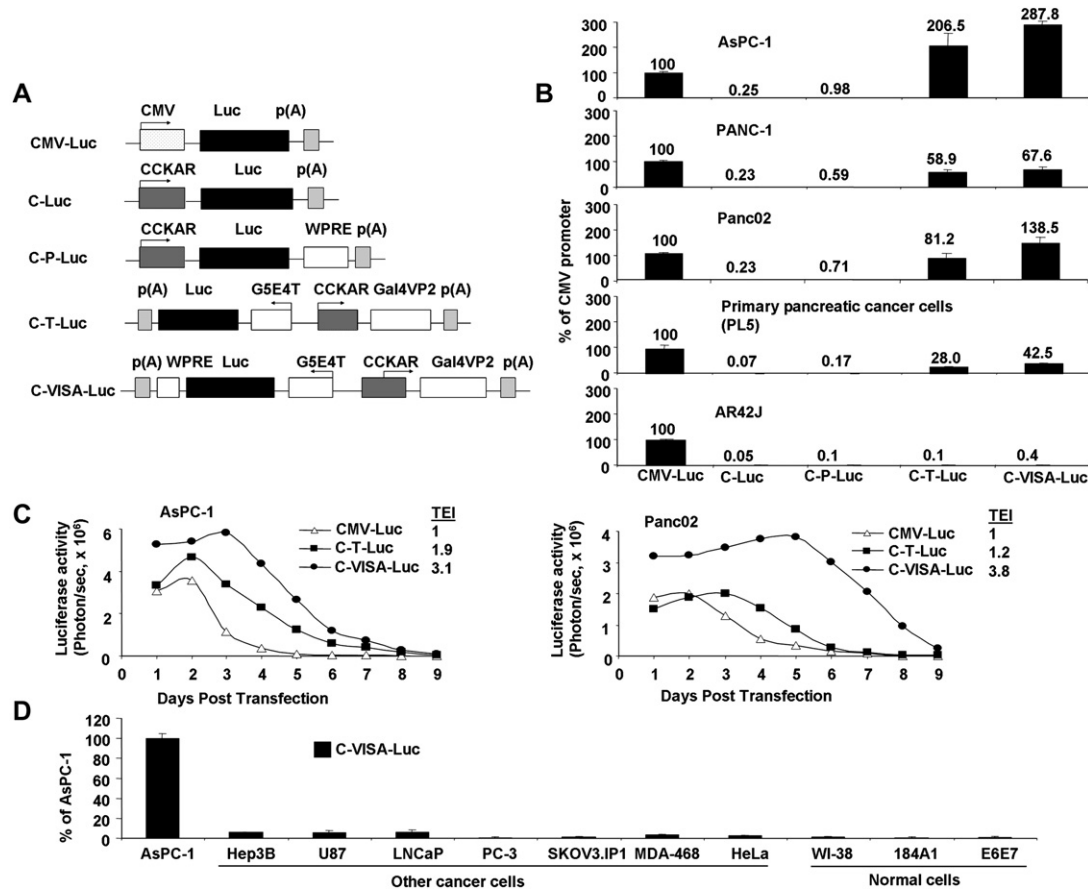 A
CMV Luc p(A)
CMV-Luc
CCKAR Luc p(A)
C-Luc
CCKAR WPRE p(A)
C-P-Luc
p(A) Luc G5E4T CCKAR Gal4VP2 p(A)
C-T-Luc
p(A) WPRE Luc G5E4T CCKAR Gal4VP2 p(A)
C-VISA-Luc
B
% of CMV promoter
300
200
100
0
AsPC-1
100 0.25 0.98 206.5 287.8
300
200
100
0
PANC-1
100 0.23 0.59 58.9 67.6
300
200
100
0
Panc02
100 0.23 0.71 81.2 138.5
300
200
100
0
Primary pancreatic cancer cells
(PL5)
100 0.07 0.17 28.0 42.5
300
200
100
0
AR42J
100 0.05 0.1 0.1 0.4
CMV-Luc C-Luc C-P-Luc C-T-Luc C-VISA-Luc
C
AsPC-1
TEI
CMV-Luc 1
C-T-Luc 1.9
C-VISA-Luc 3.1
Luciferase activity
(Photon/sec, x 10⁶)
6
4
2
0
0 1 2 3 4 5 6 7 8 9
Days Post Transfection
Panc02
TEI
CMV-Luc 1
C-T-Luc 1.2
C-VISA-Luc 3.8
Luciferase activity
(Photon/sec, x 10⁶)
4
2
0
0 1 2 3 4 5 6 7 8 9
Days Post Transfection
D
% of AsPC-1
120
100
80
60
40
20
0
C-VISA-Luc
AsPC-1 Hep3B U87 LNCaP PC-3 SKOV3.IP1 MDA-468 HeLa WI-38 184A1 E6E7
Other cancer cells Normal cells